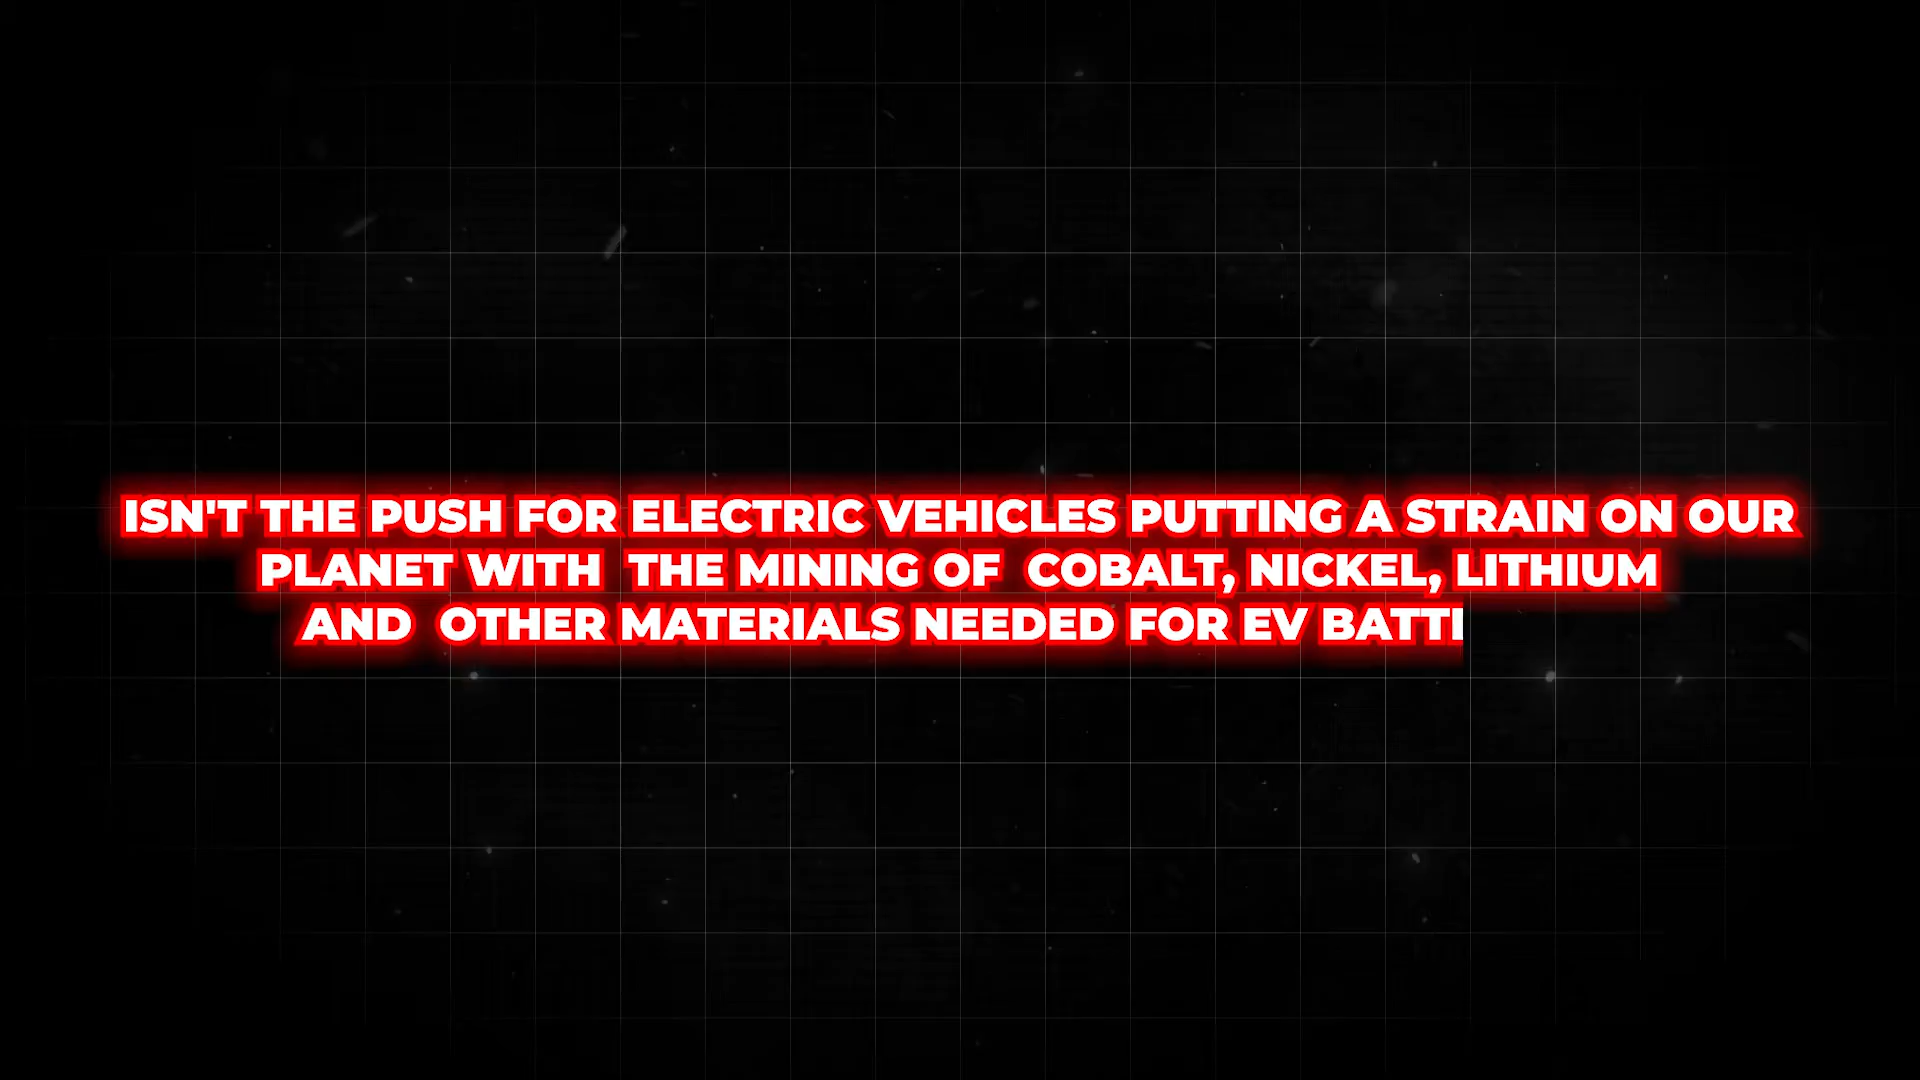 ISN'T THE PUSH FOR ELECTRIC VEHICLES PUTTING A STRAIN ON OUR
PLANET WITH THE MINING OF COBALT, NICKEL, LITHIUM
AND OTHER MATERIALS NEEDED FOR EV BATT